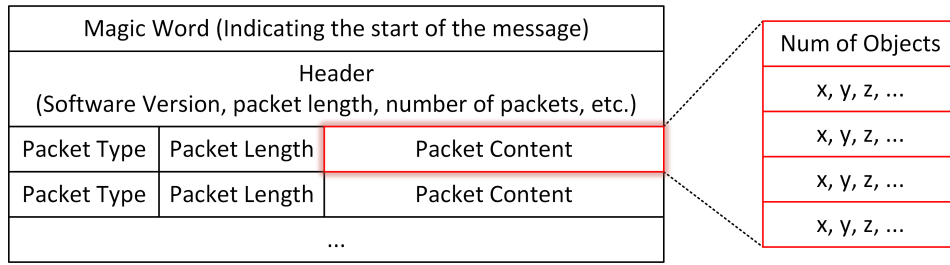 Magic Word (Indicating the start of the message)
Header
(Software Version, packet length, number of packets, etc.)
Packet Type Packet Length Packet Content
Packet Type Packet Length Packet Content
...
Num of Objects
x, y, z, ...
x, y, z, ...
x, y, z, ...
x, y, z, ...